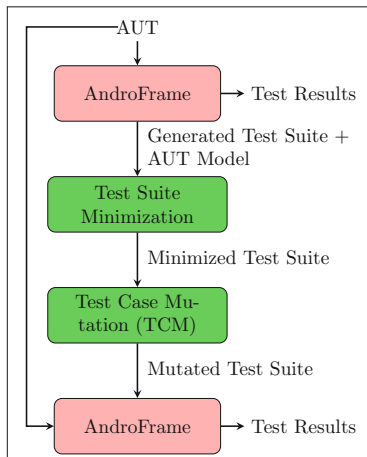 AUT
AndroFrame
Test Results
Generated Test Suite +
AUT Model
Test Suite
Minimization
Minimized Test Suite
Test Case Mu-
tation (TCM)
Mutated Test Suite
AndroFrame
Test Results